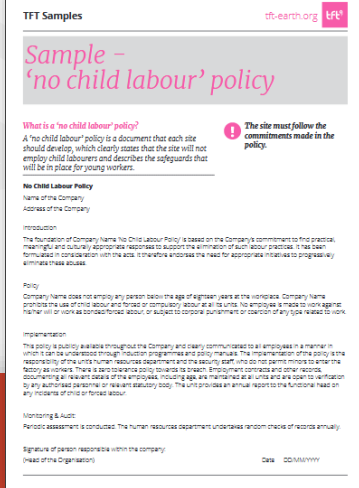 TFT Samples
tft-earth.org
tft
Sample –
‘no child labour’ policy
What is a ‘no child labour’ policy?
A ‘no child labour’ policy is a document that each site
should develop, which clearly states that the site will not
employ child labourers and describes the safeguards that
will be in place for young workers.
! The site must follow the
commitments made in the
policy.
No Child Labour Policy
Name of the Company
Address of the Company
Introduction
The foundation of Company Name ‘No Child Labour Policy’ is based on the Company’s commitment to find practical,
meaningful and culturally appropriate responses to support the elimination of such labour practices. It has been
formulated in consideration with the acts. It therefore endorses the need for appropriate initiatives to progressively
eliminate these abuses.
Policy
Company Name does not employ any person below the age of eighteen years at the workplace. Company Name
prohibits the use of child labour and forced or compulsory labour at all its units. No employee is made to work against
his/her will or work as bonded/forced labour, or subject to corporal punishment or coercion of any type related to work.
Implementation
This policy is publicly available throughout the Company and clearly communicated to all employees in a manner in
which it can be understood through induction programmes and policy manuals. The implementation of the policy is the
responsibility of the unit’s human resources department and the security staff, who do not permit minors to enter the
factory as workers. There is zero tolerance policy towards its breach. Employment contracts and other records,
documenting all relevant details of the employees, including age, are maintained at all units and are open to verification
by any authorised personnel or relevant statutory body. The unit provides an annual report to the functional head on
any incidents of child or forced labour.
Monitoring & Audit:
Periodic assessment is conducted. The human resources department undertakes random checks of records annually.
Signature of person responsible within the company:
(Head of the Organisation) Date DD/MM/YYYY